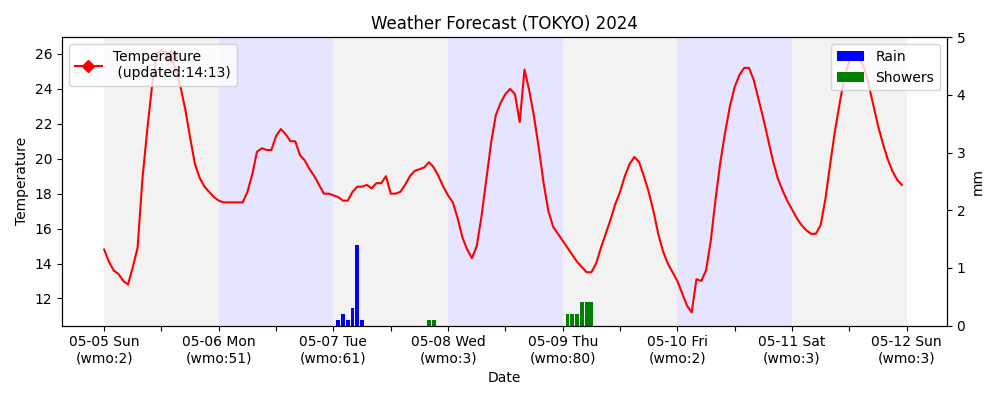 Weather Forecast (TOKYO) 2024
Temperature
(updated:14:13)
Rain
Showers
Temperature
26
24
22
20
18
16
14
12
5
4
3
2
1
0
mm
05-05 Sun
(wmo:2)
05-06 Mon
(wmo:51)
05-07 Tue
(wmo:61)
05-08 Wed
(wmo:3)
05-09 Thu
(wmo:80)
05-10 Fri
(wmo:2)
05-11 Sat
(wmo:3)
05-12 Sun
(wmo:3)
Date